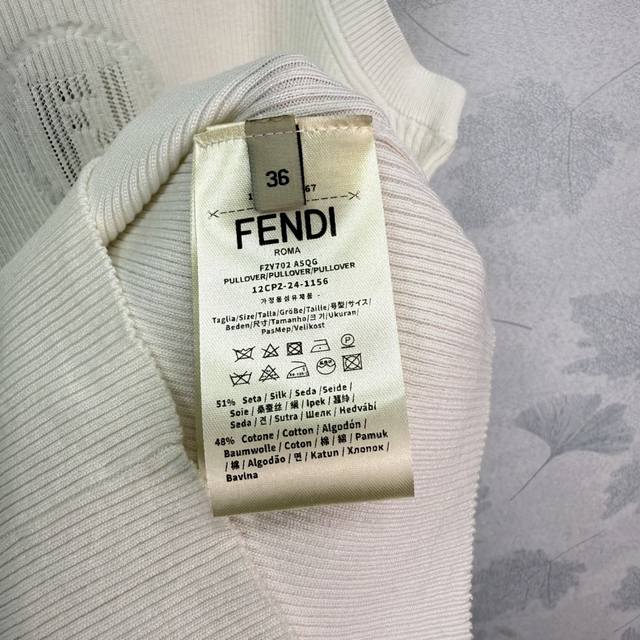 36
67
FENDI
ROMA
FZY702 ASQG
PULLOVER/PULLOVER/PULLOVER
12CPZ-24-1156
가정용섬유제품
Taglia/Size/Talla/Größe/Taille/号型/サイズ/
Beden/尺寸/Tamanho/크기/Ukuran/
РазМер/Velikost
51% Seta / Silk / Seda /Seide /
Soie / 桑蚕丝 / 絹 / Ipek / 蠶絲 /
Seda / 견 / Sutra / Шелк / Hedvábí
48% Cotone / Cotton / Algodón /
Baumwolle / Coton / 棉 / 綿 / Pamuk
/ 棉 / Algodão / 면 / Katun / Хлопок /
Bavina